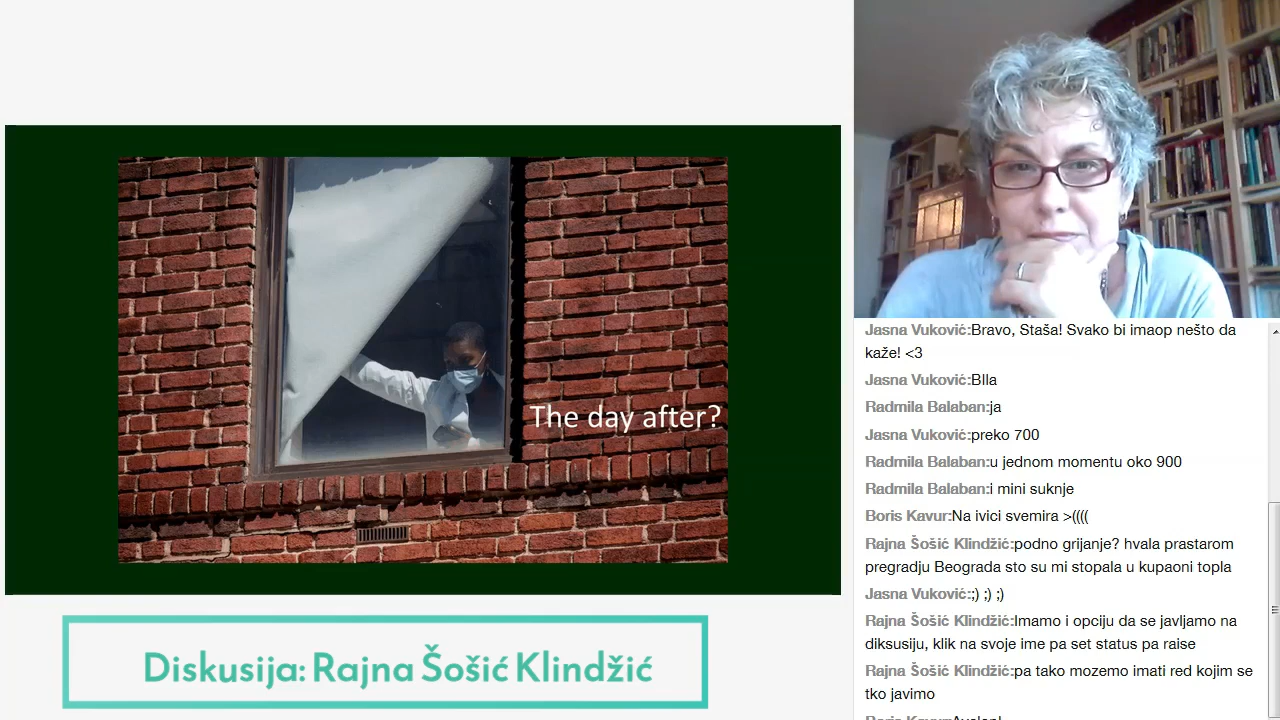 The day after?
Diskusija: Rajna Šošić Klindžić
Jasna Vuković:Bravo, Staša! Svako bi imaop nešto da
kaže! <3
Jasna Vuković:BIla
Radmila Balaban:ja
Jasna Vuković:preko 700
Radmila Balaban:u jednom momentu oko 900
Radmila Balaban:i mini suknje
Boris Kavur:Na ivici svemira >((((
Rajna Šošić Klindžić:podno grijanje? hvala prastarom
pregradju Beograda sto su mi stopala u kupaoni topla
Jasna Vuković:;) ;) ;)
Rajna Šošić Klindžić:Imamo i opciju da se javljamo na
diksusiju, klik na svoje ime pa set status pa raise
Rajna Šošić Klindžić:pa tako mozemo imati red kojim se
tko javimo